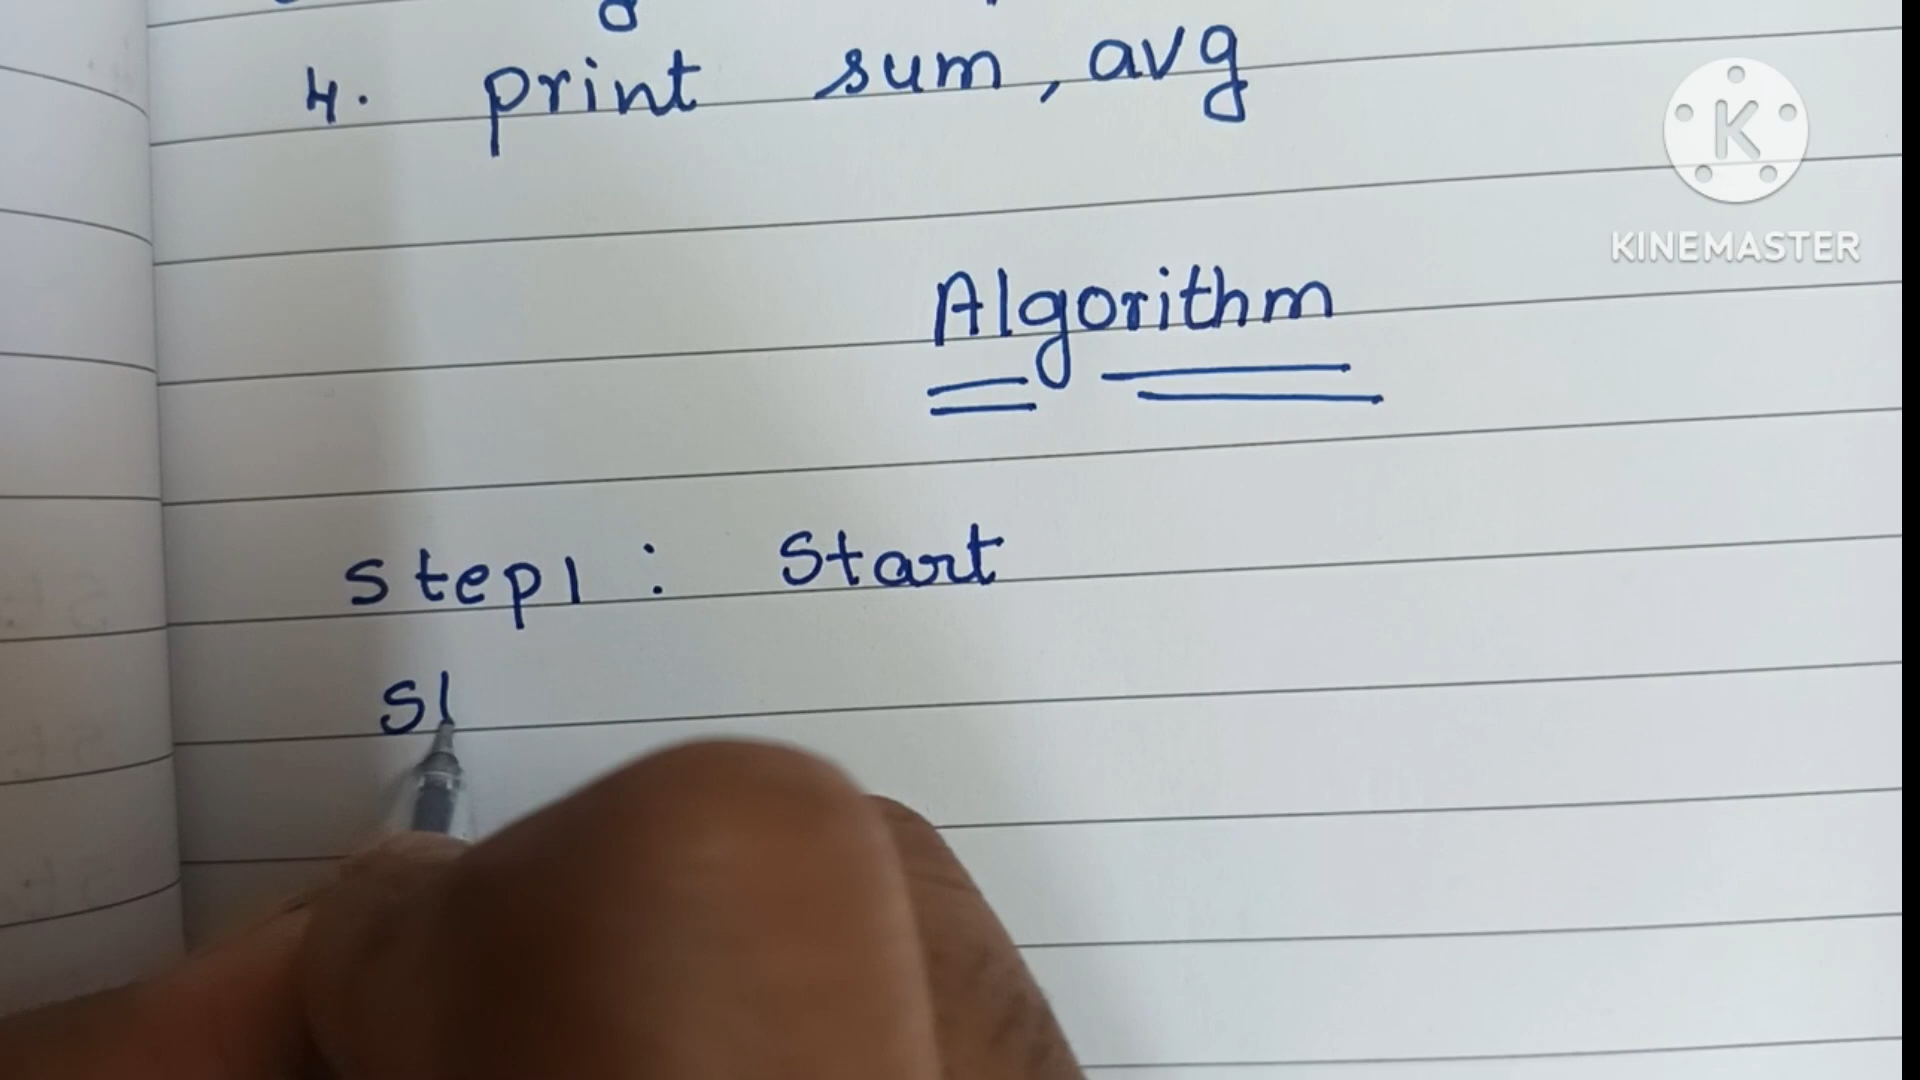 4. print sum, avg
K
KINEMASTER
Algorithm
step1 : Start